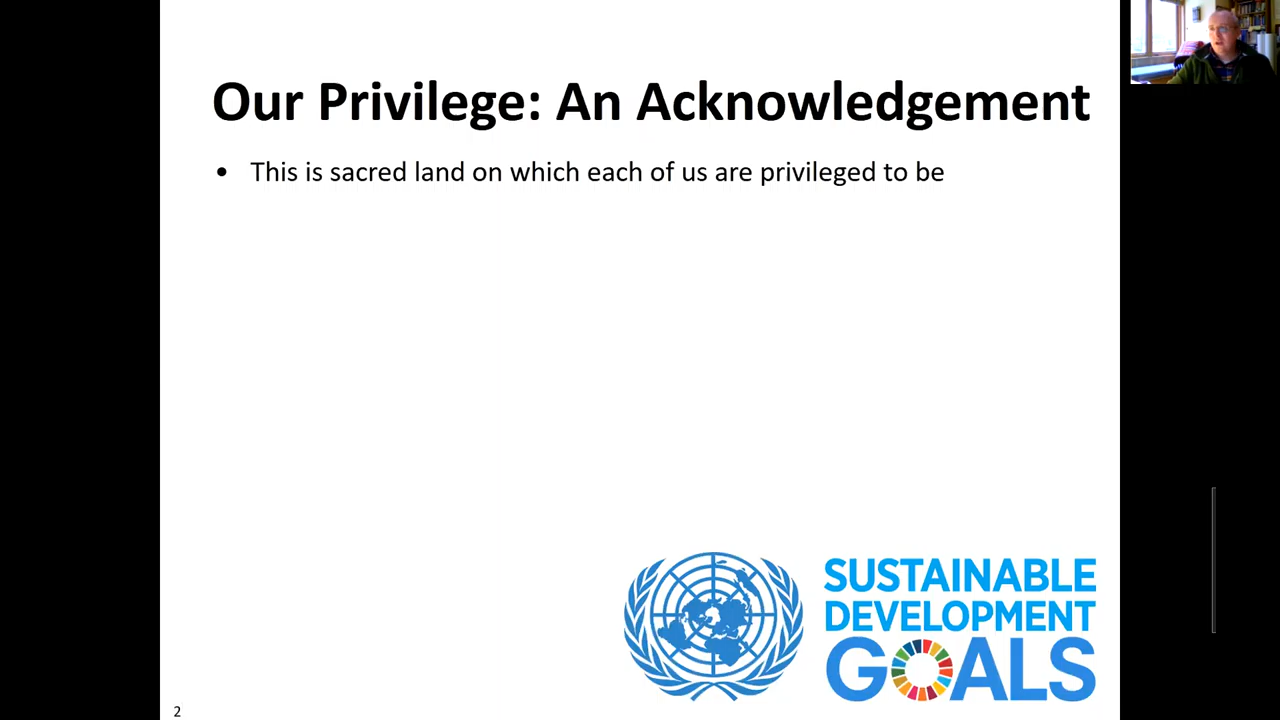 Our Privilege: An Acknowledgement
• This is sacred land on which each of us are privileged to be
SUSTAINABLE
DEVELOPMENT
GOALS
2